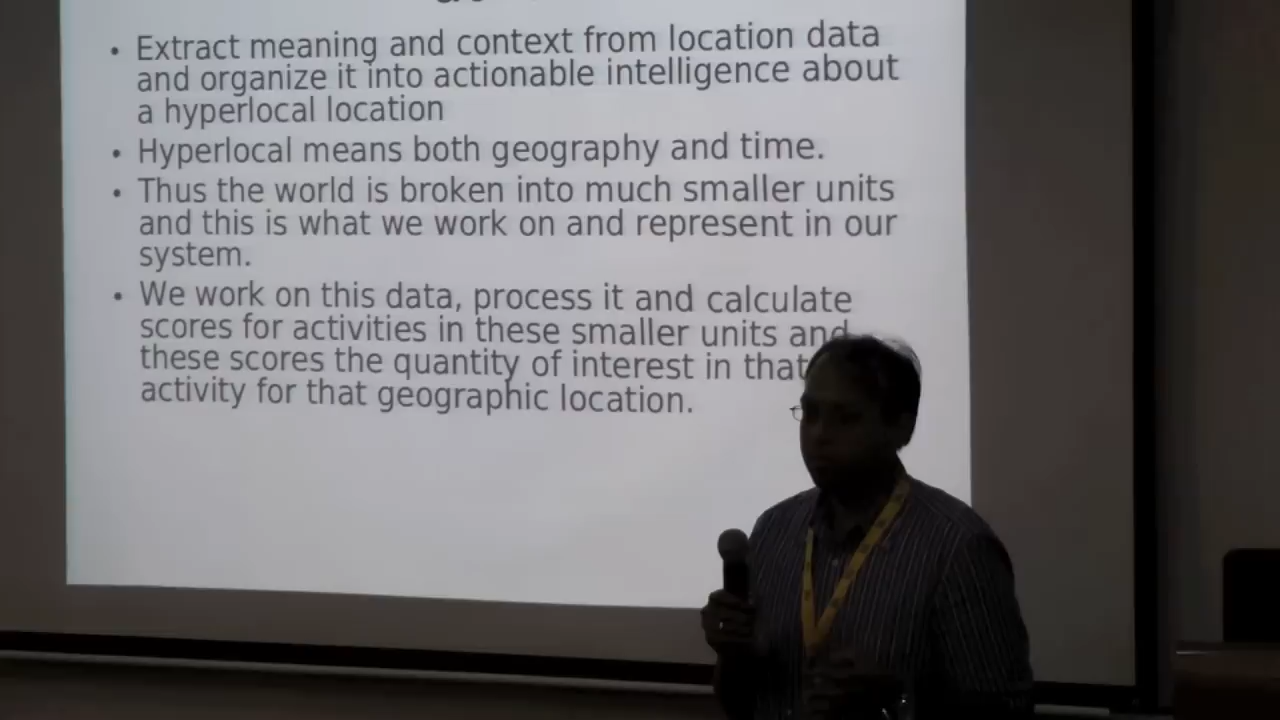 • Extract meaning and context from location data
and organize it into actionable intelligence about
a hyperlocal location
• Hyperlocal means both geography and time.
• Thus the world is broken into much smaller units
and this is what we work on and represent in our
system.
• We work on this data, process it and calculate
scores for activities in these smaller units and
these scores the quantity of interest in that
activity for that geographic location.